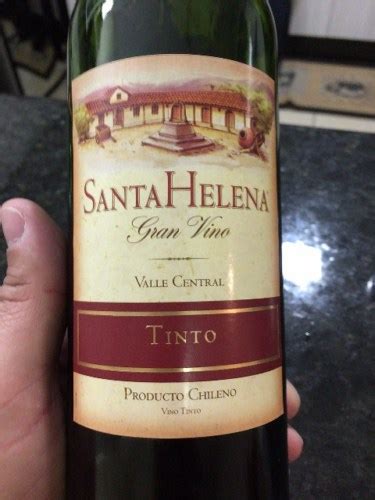 SANTA HELENA
Gran Vino
VALLE CENTRAL
TINTO
PRODUCTO CHILENO
VINO TINTO